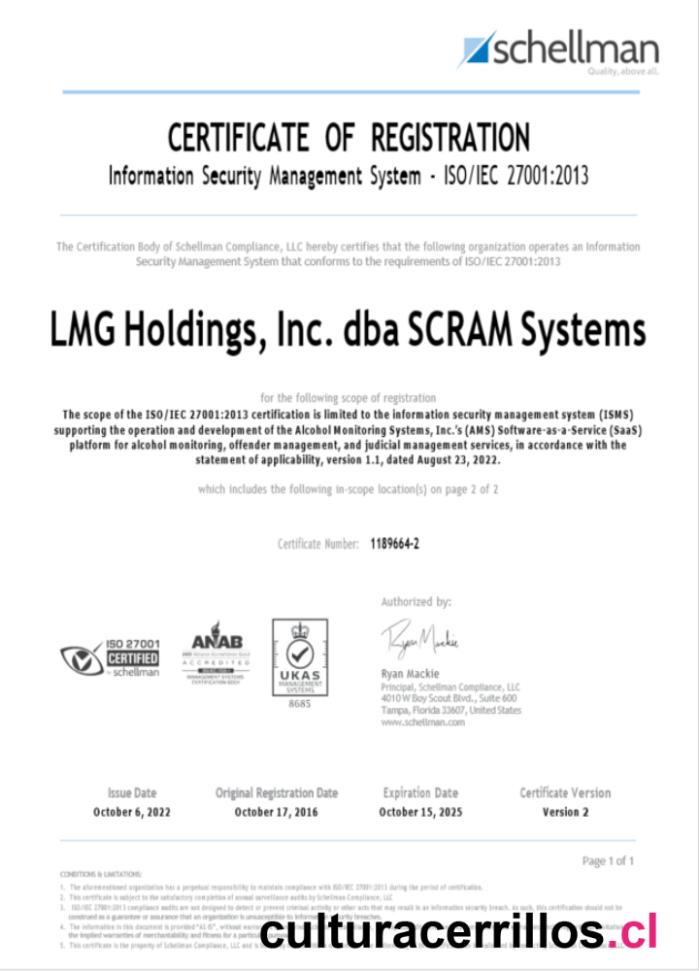 schellman
Quality, above all.
CERTIFICATE OF REGISTRATION
Information Security Management System - ISO/IEC 27001:2013
The Certification Body of Schellman Compliance, LLC hereby certifies that the following organization operates an Information
Security Management System that conforms to the requirements of ISO/IEC 27001:2013
LMG Holdings, Inc. dba SCRAM Systems
for the following scope of registration
The scope of the ISO/IEC 27001:2013 certification is limited to the information security management system (ISMS)
supporting the operation and development of the Alcohol Monitoring Systems, Inc.'s (AMS) Software-as-a-Service (SaaS)
platform for alcohol monitoring, offender management, and judicial management services, in accordance with the
statement of applicability, version 1.1, dated August 23, 2022.
which includes the following in-scope location(s) on page 2 of 2
Certificate Number: 1189664-2
Authorized by:
Ryan Mackie
ISO 27001
CERTIFIED
by schellman
ANAB
ACCREDITED
MANAGEMENT SYSTEMS
CERTIFICATION BODY
UKAS
MANAGEMENT
SYSTEMS
8685
Ryan Mackie
Principal, Schellman Compliance, LLC
4010 W Boy Scout Blvd., Suite 600
Tampa, Florida 33607, United States
www.schellman.com
Issue Date Original Registration Date Expiration Date Certificate Version
October 6, 2022 October 17, 2016 October 15, 2025 Version 2
Page 1 of 1
CONDITIONS & LIMITATIONS:
1. The aforementioned organization has a perpetual responsibility to maintain compliance with ISO/IEC 27001:2013 during the period of certification.
2. This certificate is subject to the satisfactory completion of annual surveillance audits by Schellman Compliance, LLC
3. ISO/IEC 27001:2013 compliance audits are not designed to detect or prevent criminal activity or other acts that may result in an information security breach. As such, this certification should not be
construed as a guarantee or assurance that an organization is unsusceptible to information security breaches.
4. The information in this document is provided "AS IS", without
the implied warranties of merchantability and fitness for a particular
5. This certificate is the property of Schellman Compliance, LLC and is
culturacerrillos.cl